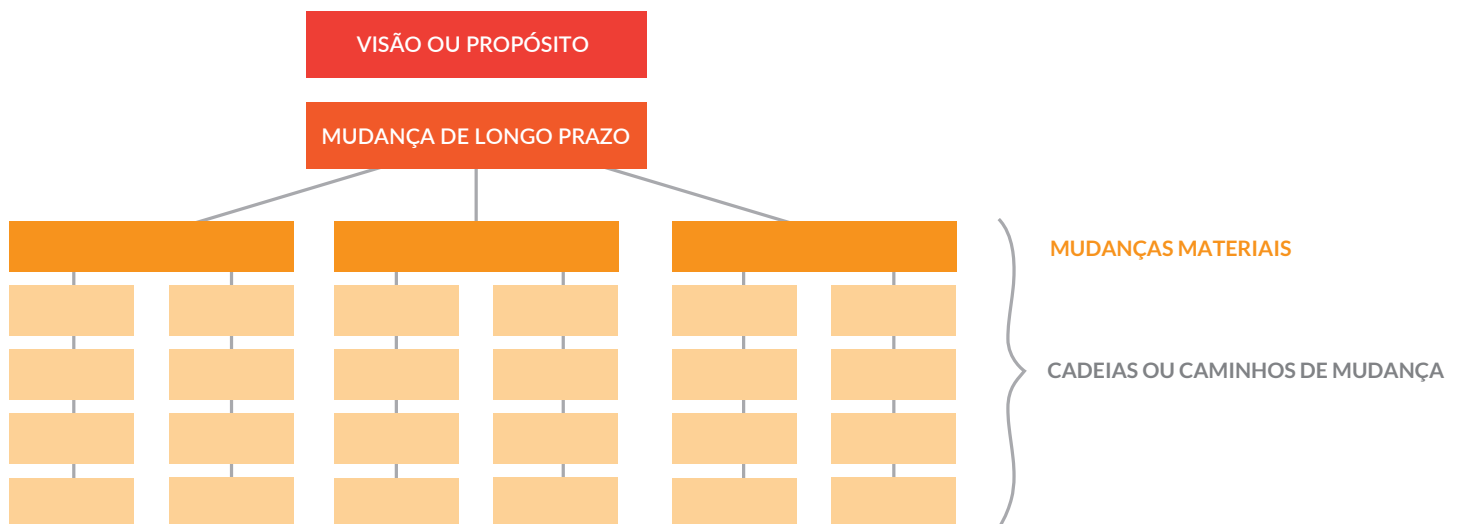 VISÃO OU PROPÓSITO
MUDANÇA DE LONGO PRAZO
MUDANÇAS MATERIAIS
CADEIAS OU CAMINHOS DE MUDANÇA